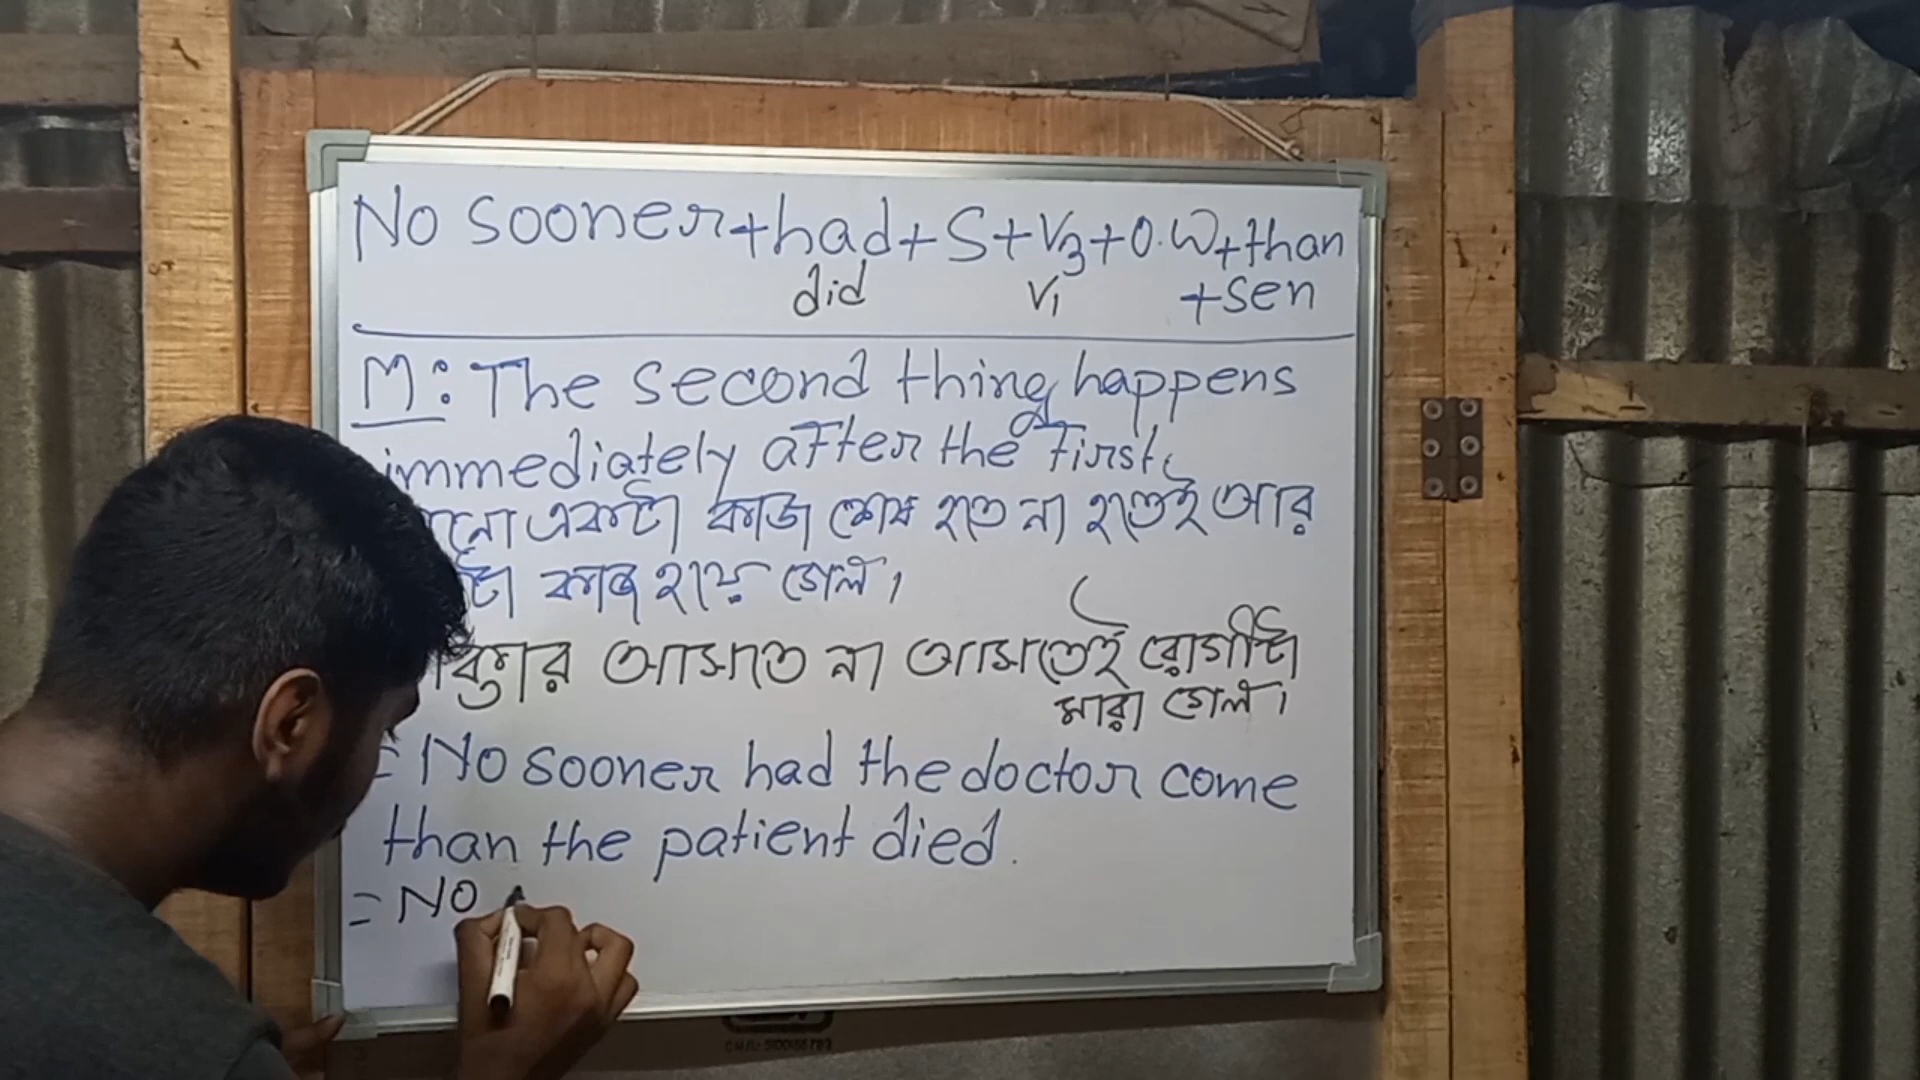 No sooner+had+S+V3+O.W+than
did V1 +sen
M: The second thing happens
immediately after the first.
একটা কাজ শেষ হতে না হতেই আর
কাজ হয়ে গেল।
আসতে না আসতেই রোগীটা
মারা গেল।
= No sooner had the doctor come
than the patient died.
= No